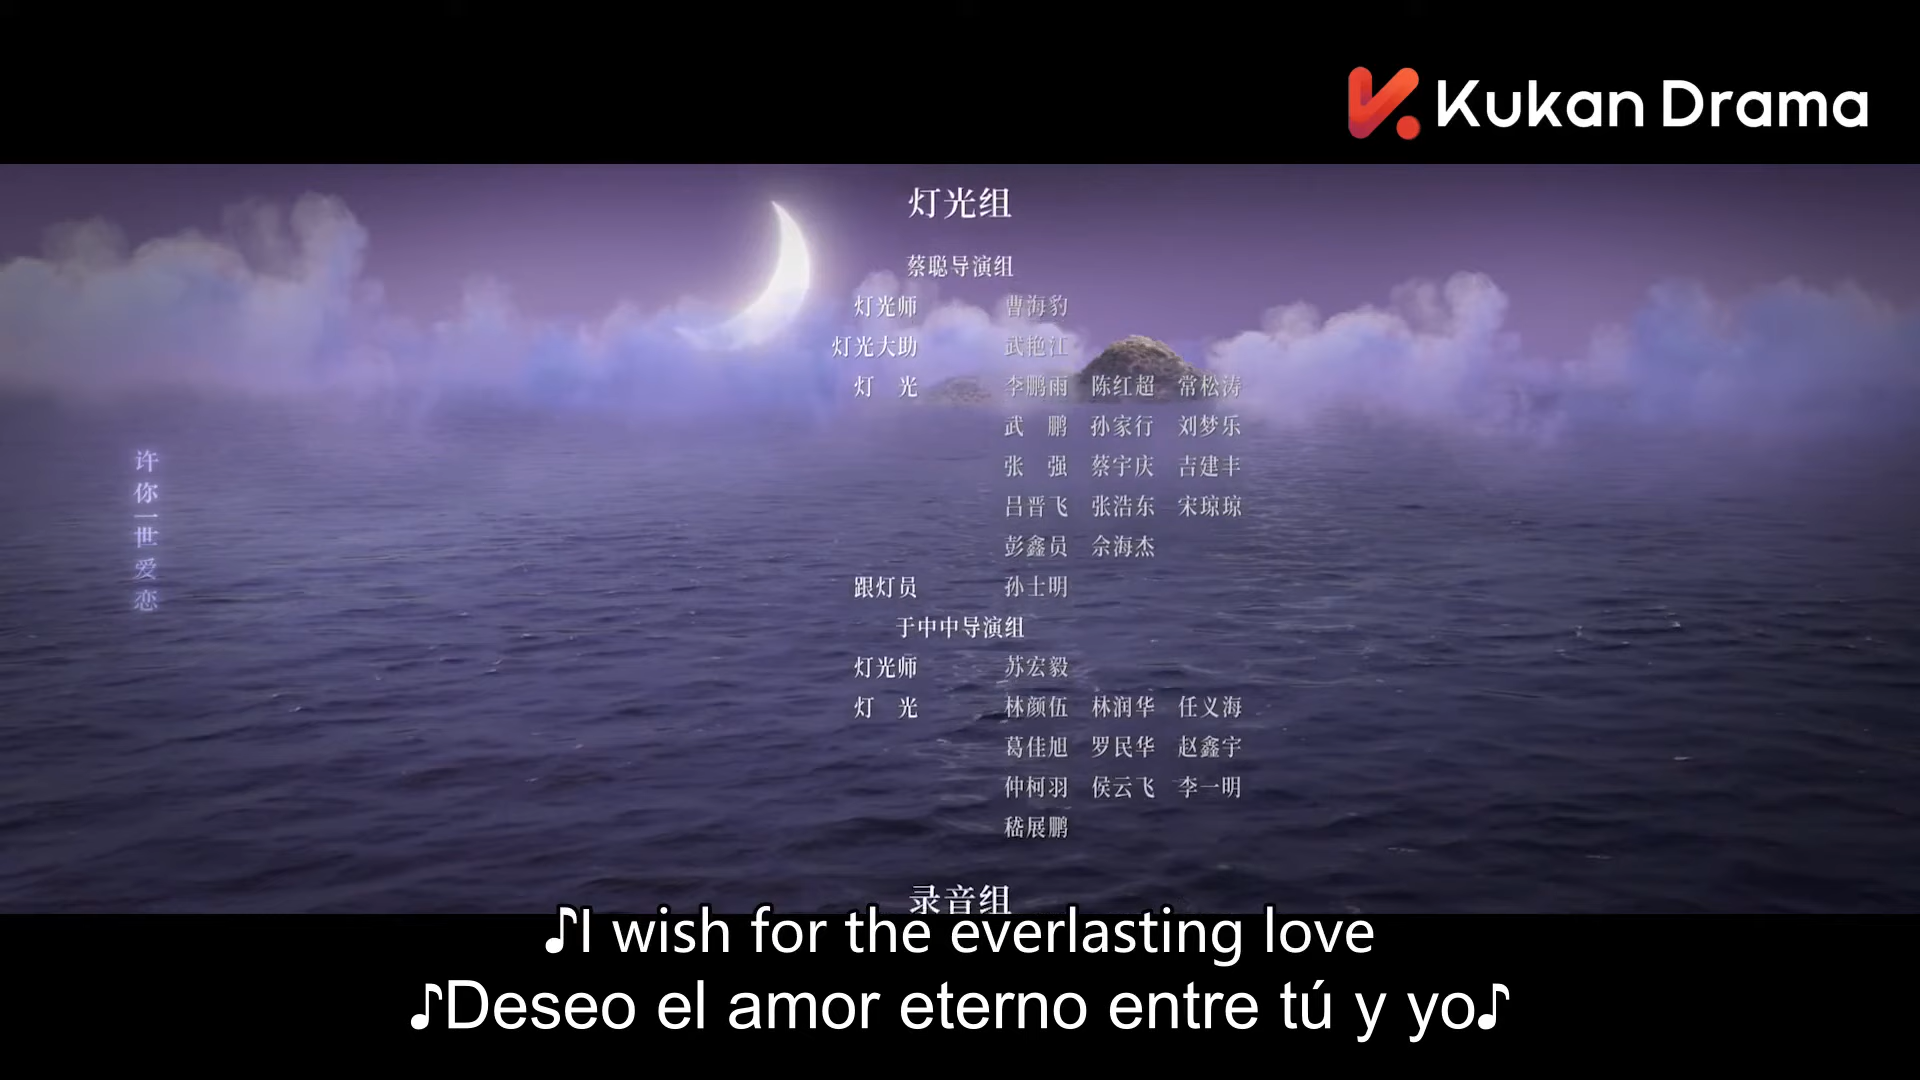 Kukan Drama
灯光组
蔡聪导演组
灯光师 曹海豹
灯光大助 武艳江
灯 光 李鹏雨 陈红超 常松涛
武 鹏 孙家行 刘梦乐
张 强 蔡宇庆 吉建丰
吕晋飞 张浩东 宋琼琼
彭鑫员 佘海杰
跟灯员 孙士明
于中中导演组
灯光师 苏宏毅
灯 光 林颜伍 林润华 任义海
葛佳旭 罗民华 赵鑫宇
仲柯羽 侯云飞 李一明
嵇展鹏
录音组
许你一世爱恋
♪I wish for the everlasting love
♪Deseo el amor eterno entre tú y yo♪